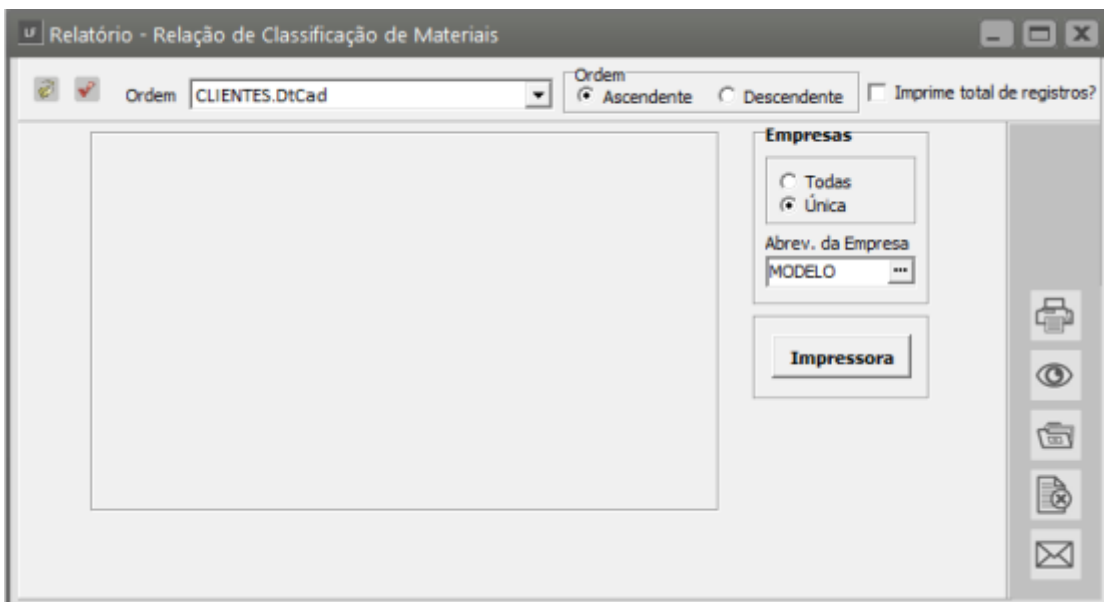 LF Relatório - Relação de Classificação de Materiais
Ordem CLIENTES.DtCad
Ordem
Ascendente Descendente
Imprime total de registros?
Empresas
Todas
Única
Abrev. da Empresa
MODELO ...
Impressora